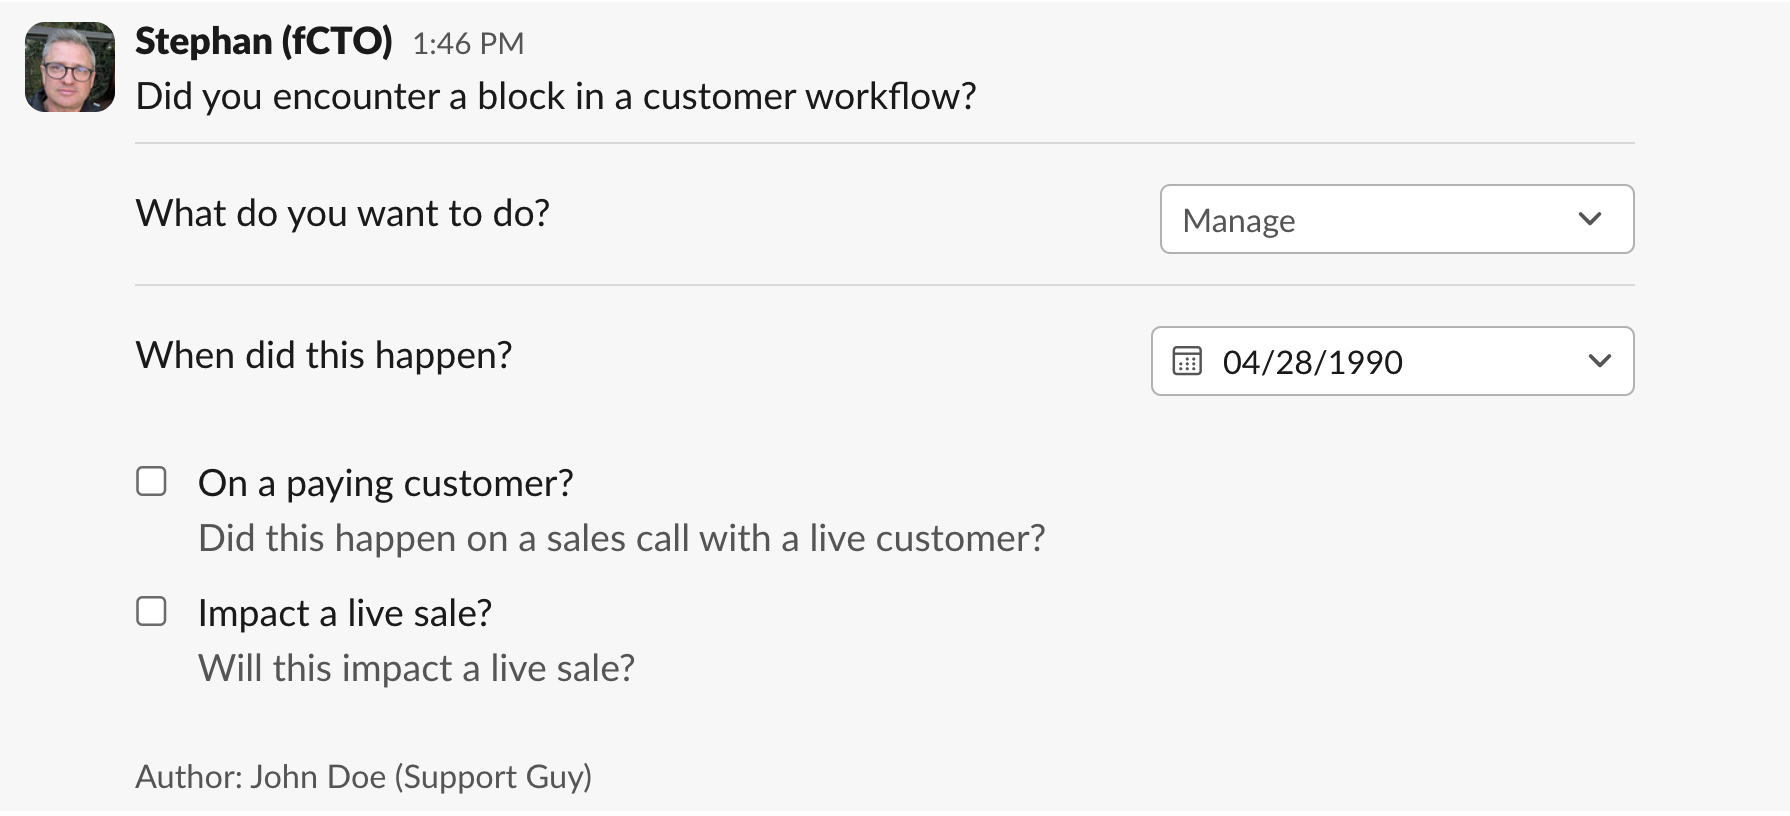 Stephan (fCTO) 1:46 PM
Did you encounter a block in a customer workflow?
What do you want to do? Manage
When did this happen? 04/28/1990
On a paying customer?
Did this happen on a sales call with a live customer?
Impact a live sale?
Will this impact a live sale?
Author: John Doe (Support Guy)